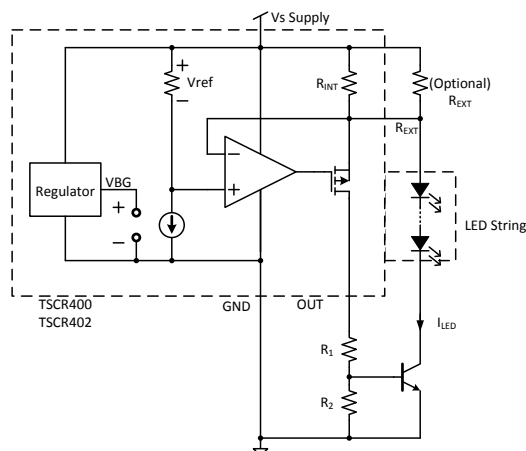 Vs Supply
+
Vref
−
RINT
(Optional)
REXT
REXT
Regulator
VBG
+
−
−
+
LED String
TSCR400
TSCR402
GND
OUT
ILED
R1
R2